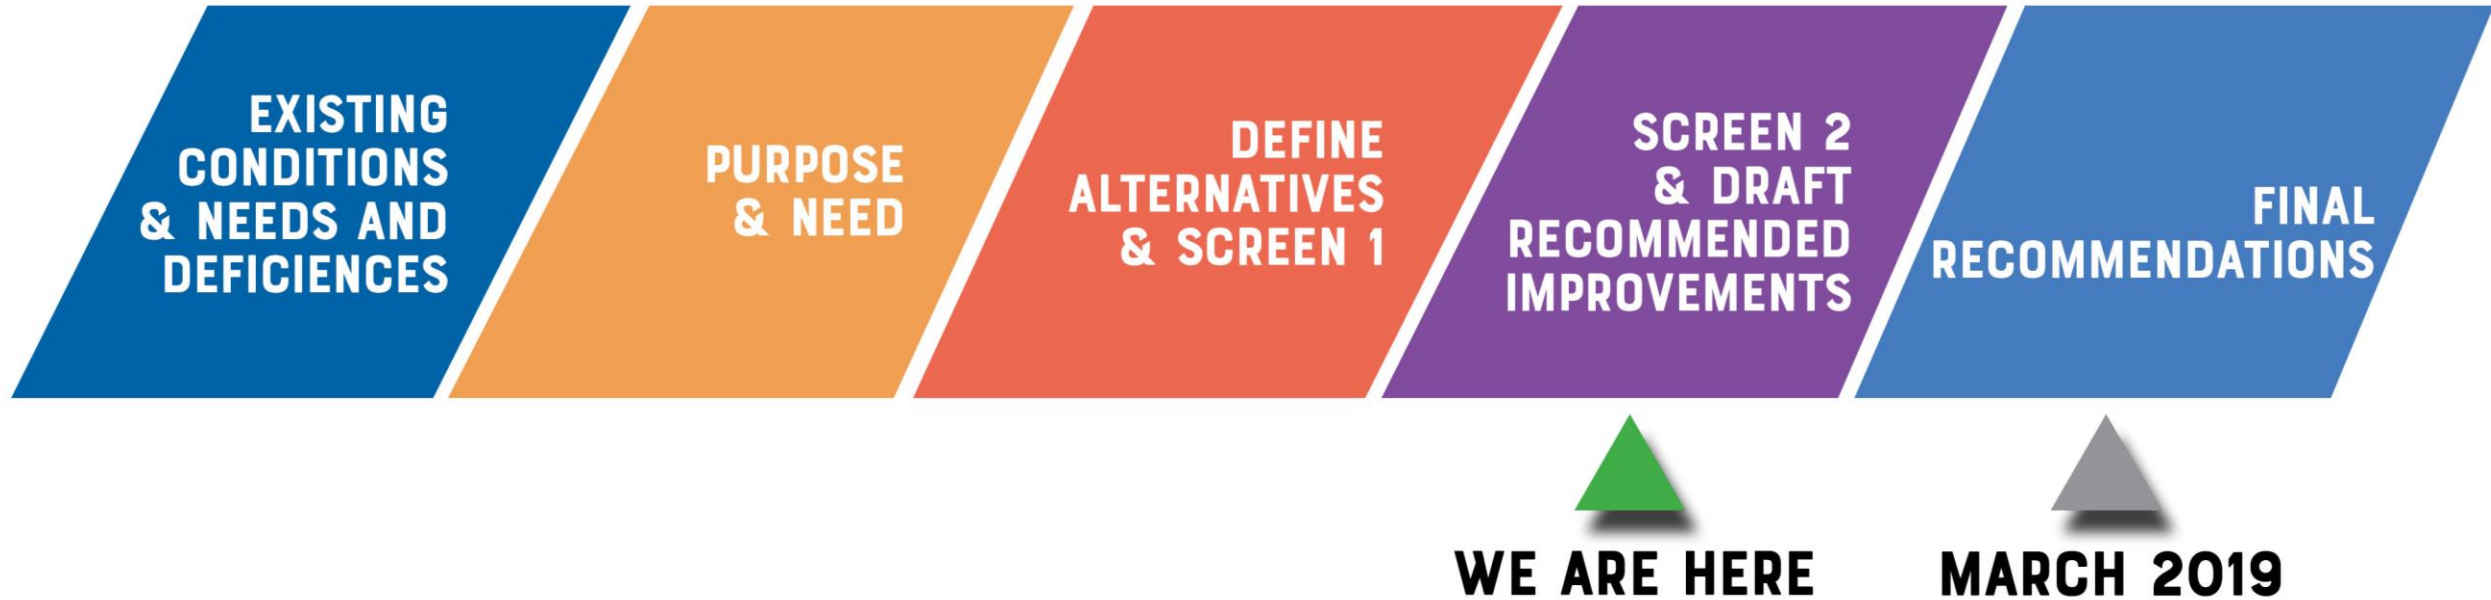 EXISTING
CONDITIONS
& NEEDS AND
DEFICIENCES
PURPOSE
& NEED
DEFINE
ALTERNATIVES
& SCREEN 1
SCREEN 2
& DRAFT
RECOMMENDED
IMPROVEMENTS
FINAL
RECOMMENDATIONS
WE ARE HERE
MARCH 2019